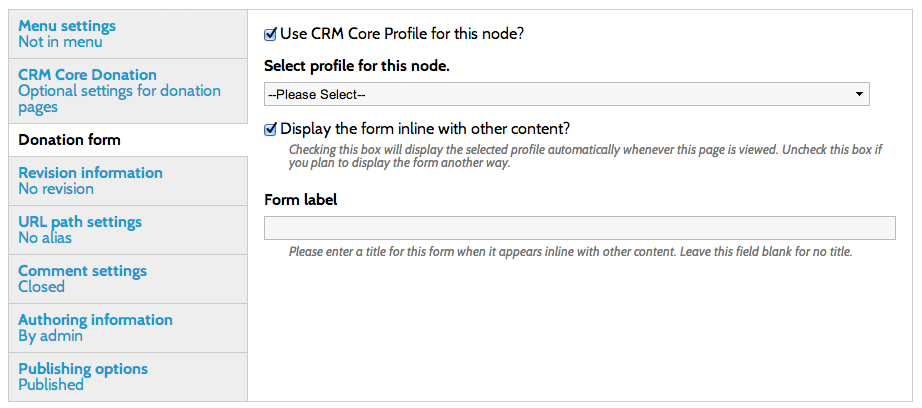 Menu settings
Not in menu
CRM Core Donation
Optional settings for donation
pages
Donation form
Revision information
No revision
URL path settings
No alias
Comment settings
Closed
Authoring information
By admin
Publishing options
Published
Use CRM Core Profile for this node?
Select profile for this node.
--Please Select--
Display the form inline with other content?
Checking this box will display the selected profile automatically whenever this page is viewed. Uncheck this box if
you plan to display the form another way.
Form label
Please enter a title for this form when it appears inline with other content. Leave this field blank for no title.